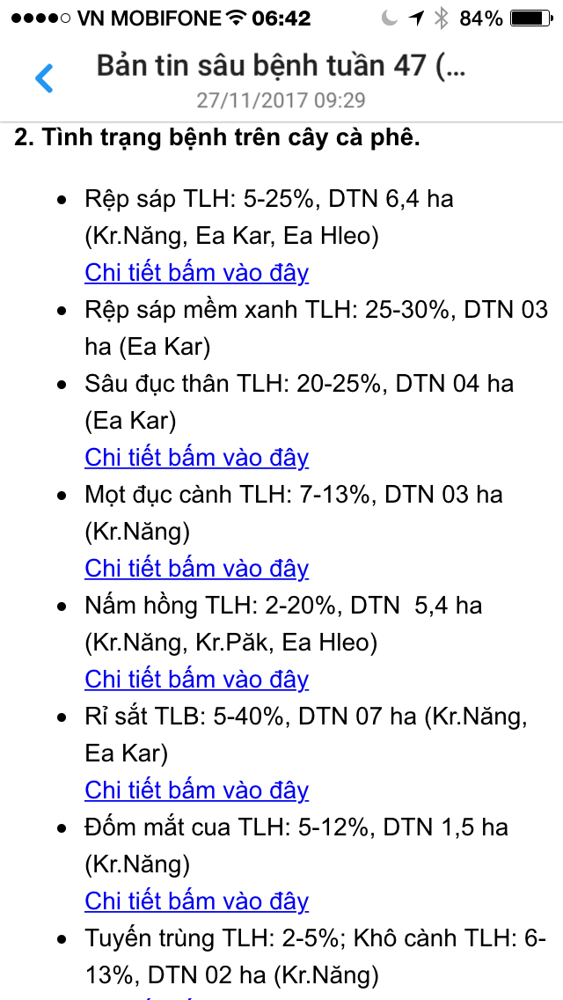 VN MOBIFONE 06:42 84%
Bản tin sâu bệnh tuần 47 (...
27/11/2017 09:29
2. Tình trạng bệnh trên cây cà phê.
• Rệp sáp TLH: 5-25%, DTN 6,4 ha
(Kr.Năng, Ea Kar, Ea Hleo)
Chi tiết bấm vào đây
• Rệp sáp mềm xanh TLH: 25-30%, DTN 03
ha (Ea Kar)
• Sâu đục thân TLH: 20-25%, DTN 04 ha
(Ea Kar)
Chi tiết bấm vào đây
• Mọt đục cành TLH: 7-13%, DTN 03 ha
(Kr.Năng)
Chi tiết bấm vào đây
• Nấm hồng TLH: 2-20%, DTN  5,4 ha
(Kr.Năng, Kr.Păk, Ea Hleo)
Chi tiết bấm vào đây
• Rỉ sắt TLB: 5-40%, DTN 07 ha (Kr.Năng,
Ea Kar)
Chi tiết bấm vào đây
• Đốm mắt cua TLH: 5-12%, DTN 1,5 ha
(Kr.Năng)
Chi tiết bấm vào đây
• Tuyến trùng TLH: 2-5%; Khô cành TLH: 6-
13%, DTN 02 ha (Kr.Năng)